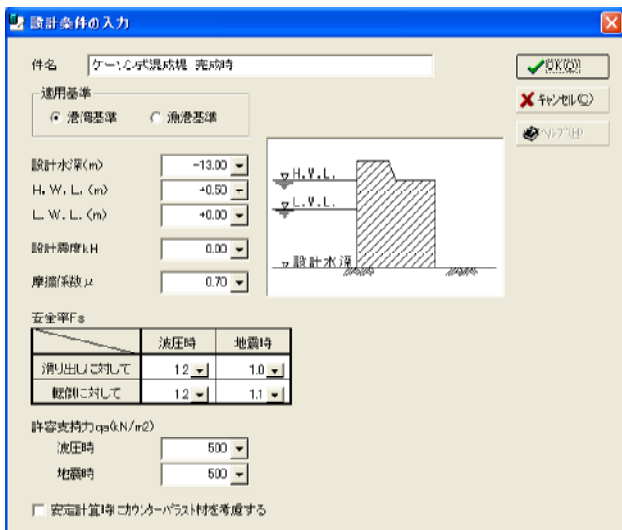 設計条件の入力
件名 ケーソン式混成堤 完成時
OK(O)
適用基準
キャンセル(C)
港湾基準 漁港基準
ヘルプ(H)
設計水深(m) -13.00
H. W. L. (m) +0.50
L. W. L. (m) +0.00
設計震度kH 0.00
摩擦係数μ 0.70
H.W.L.
L.W.L.
設計水深
安全率Fs
波圧時 地震時
滑り出しに対して 1.2 1.0
転倒に対して 1.2 1.1
許容支持力qa(kN/m2)
波圧時 500
地震時 500
安定計算時にカウンターバラスト材を考慮する